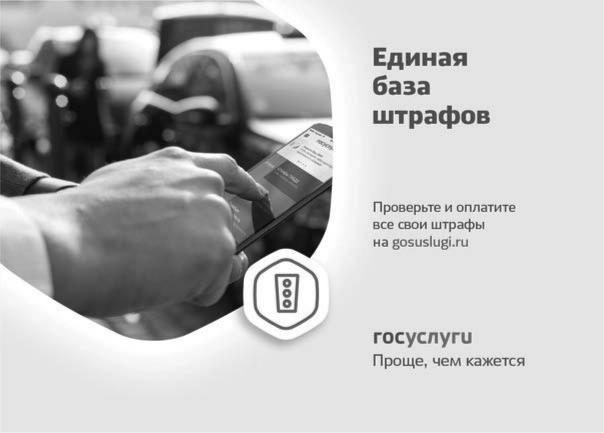 Единая
база
штрафов
Проверьте и оплатите
все свои штрафы
на gosuslugi.ru
госуслуги
Проще, чем кажется